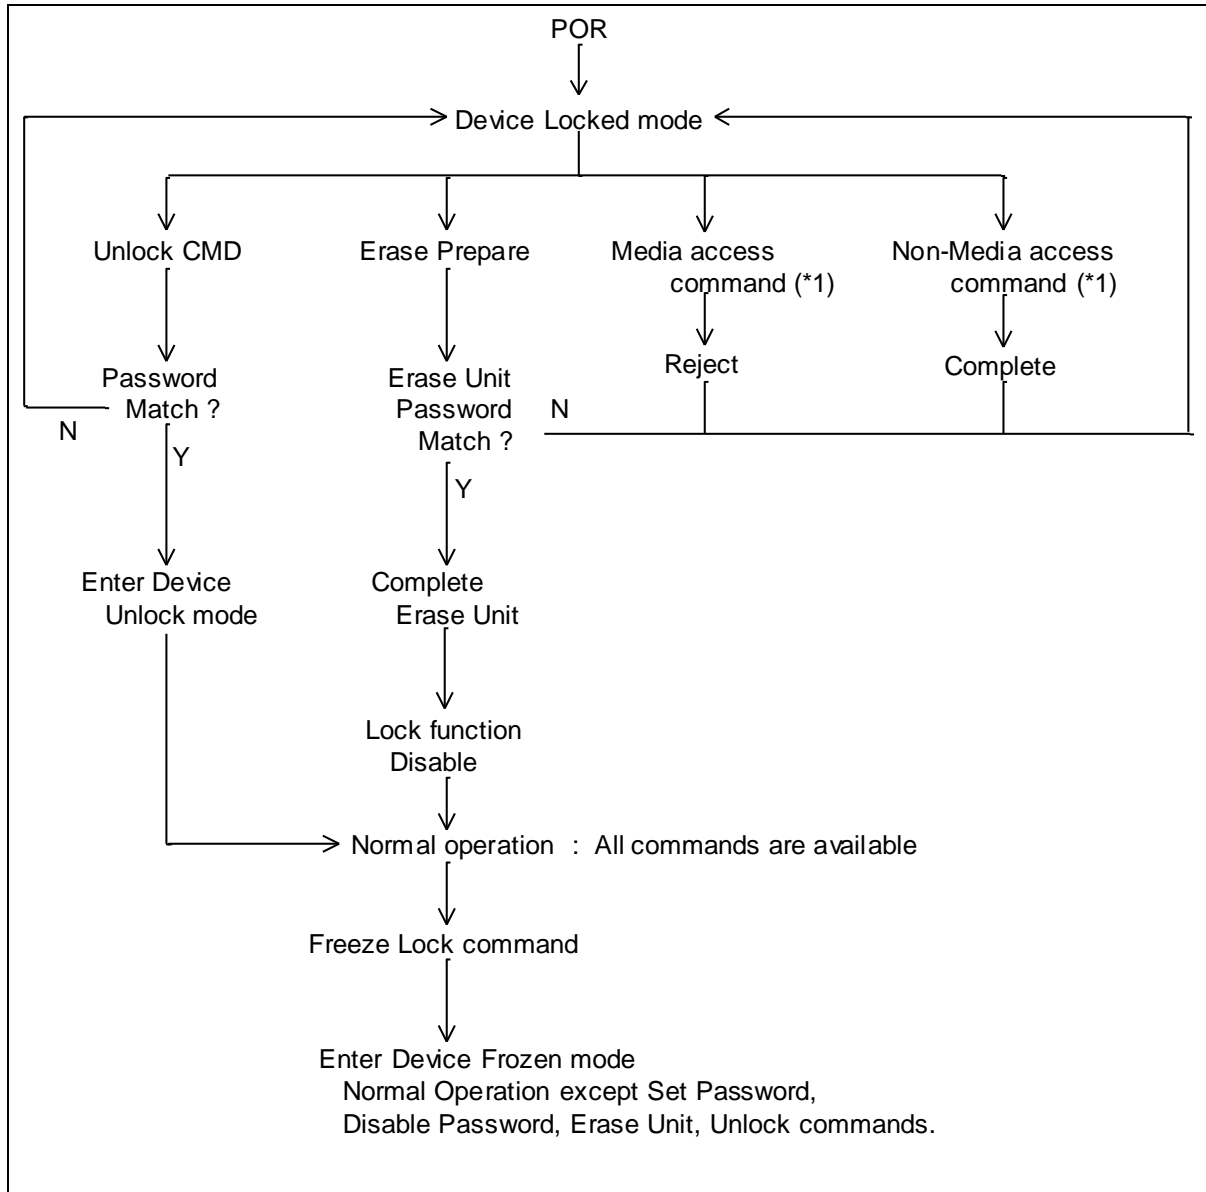 POR
Device Locked mode
Unlock CMD
Erase Prepare
Media access
command (*1)
Non-Media access
command (*1)
Password
Match ?
N
Y
Erase Unit
Password
Match ?
N
Y
Reject
Complete
Enter Device
Unlock mode
Complete
Erase Unit
Lock function
Disable
Normal operation : All commands are available
Freeze Lock command
Enter Device Frozen mode
Normal Operation except Set Password,
Disable Password, Erase Unit, Unlock commands.